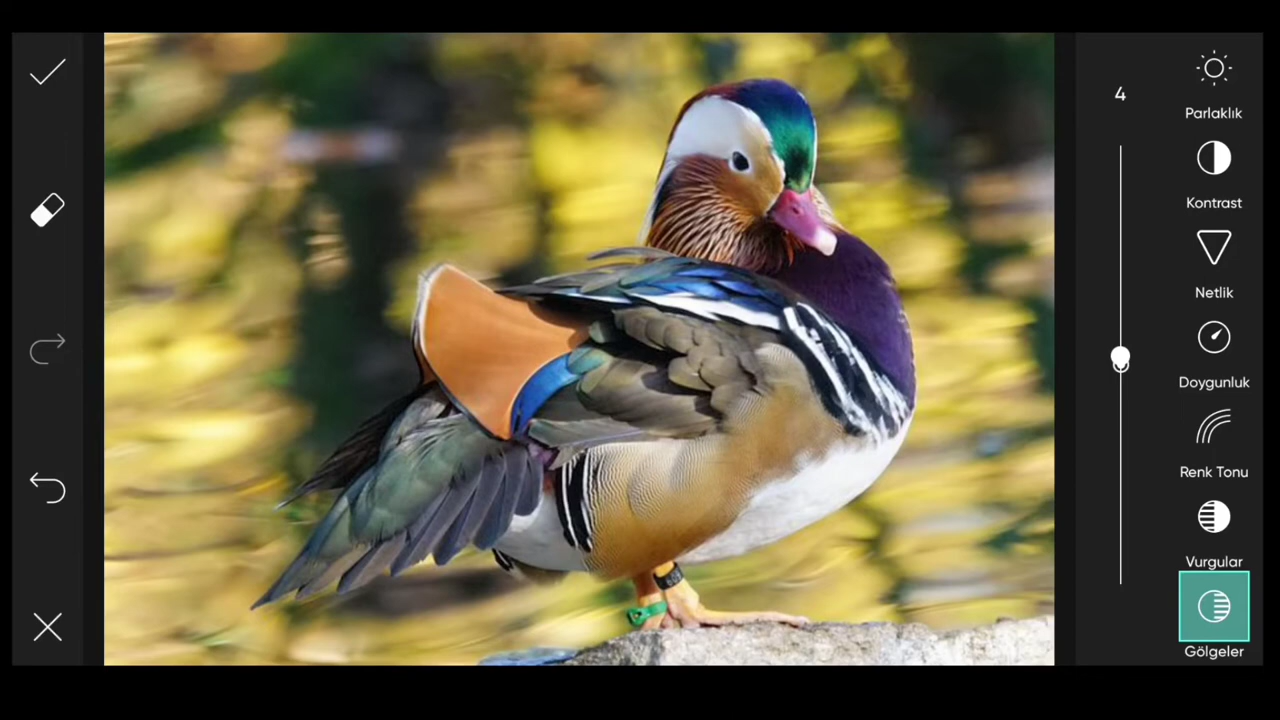 4
Parlaklık
Kontrast
Netlik
Doygunluk
Renk Tonu
Vurgular
Gölgeler